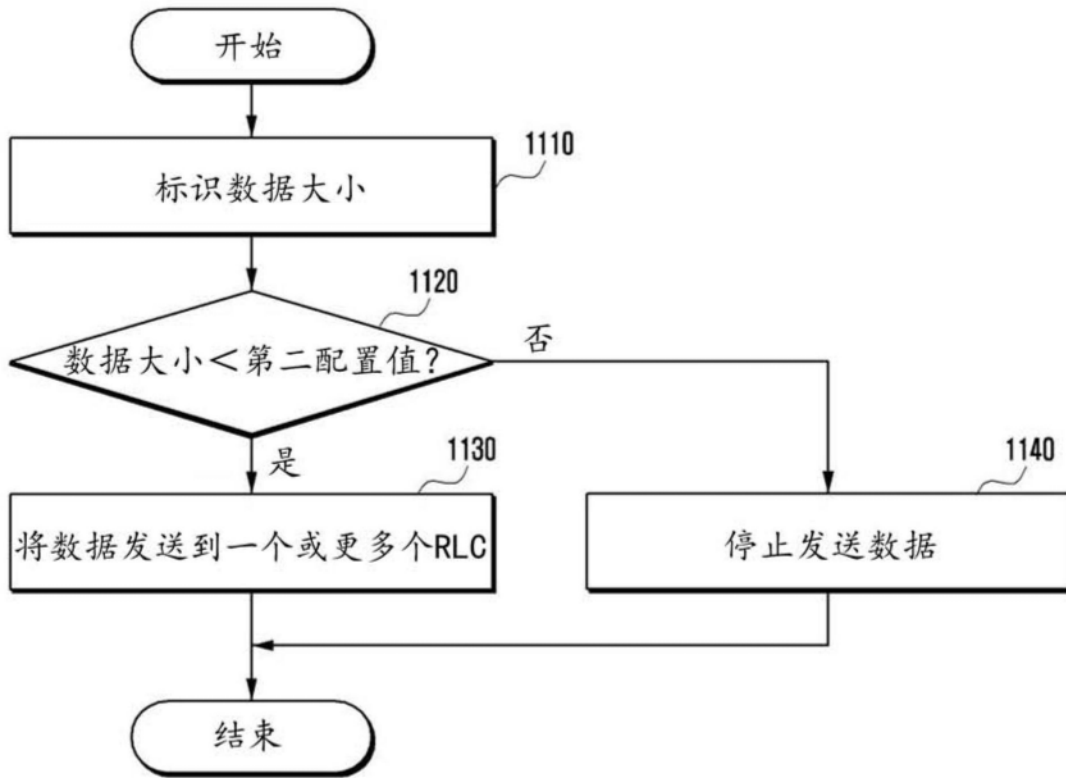 开始
1110
标识数据大小
1120
数据大小＜第二配置值?
否
是
1130
将数据发送到一个或更多个RLC
1140
停止发送数据
结束